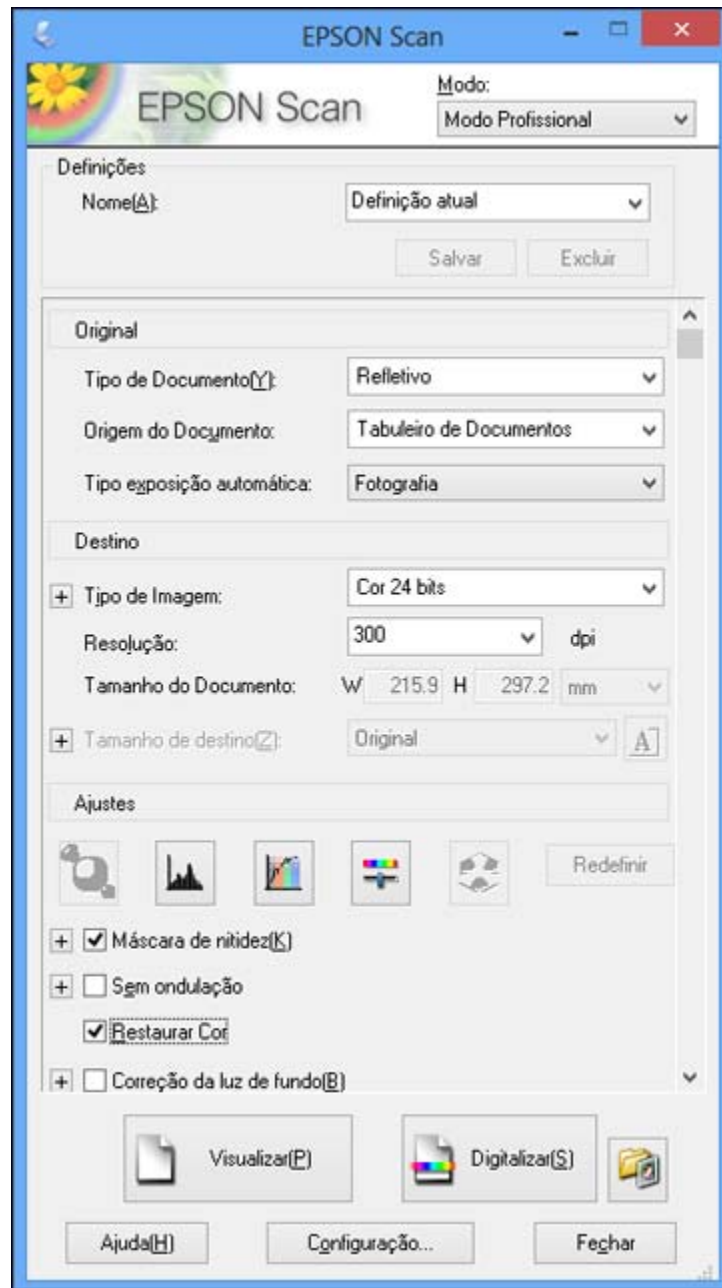 EPSON Scan
EPSON Scan
Modo:
Modo Profissional
Definições
Nome(A):
Definição atual
Salvar
Excluir
Original
Tipo de Documento(Y):
Refletivo
Origem do Documento:
Tabuleiro de Documentos
Tipo exposição automática:
Fotografia
Destino
Tipo de Imagem:
Cor 24 bits
Resolução:
300
dpi
Tamanho do Documento:
W 215.9 H 297.2 mm
Tamanho de destino(Z):
Original
A
Ajustes
Redefinir
Máscara de nitidez(K)
Sem ondulação
Restaurar Cor
Correção da luz de fundo(B)
Visualizar(P)
Digitalizar(S)
Ajuda(H)
Configuração...
Fechar